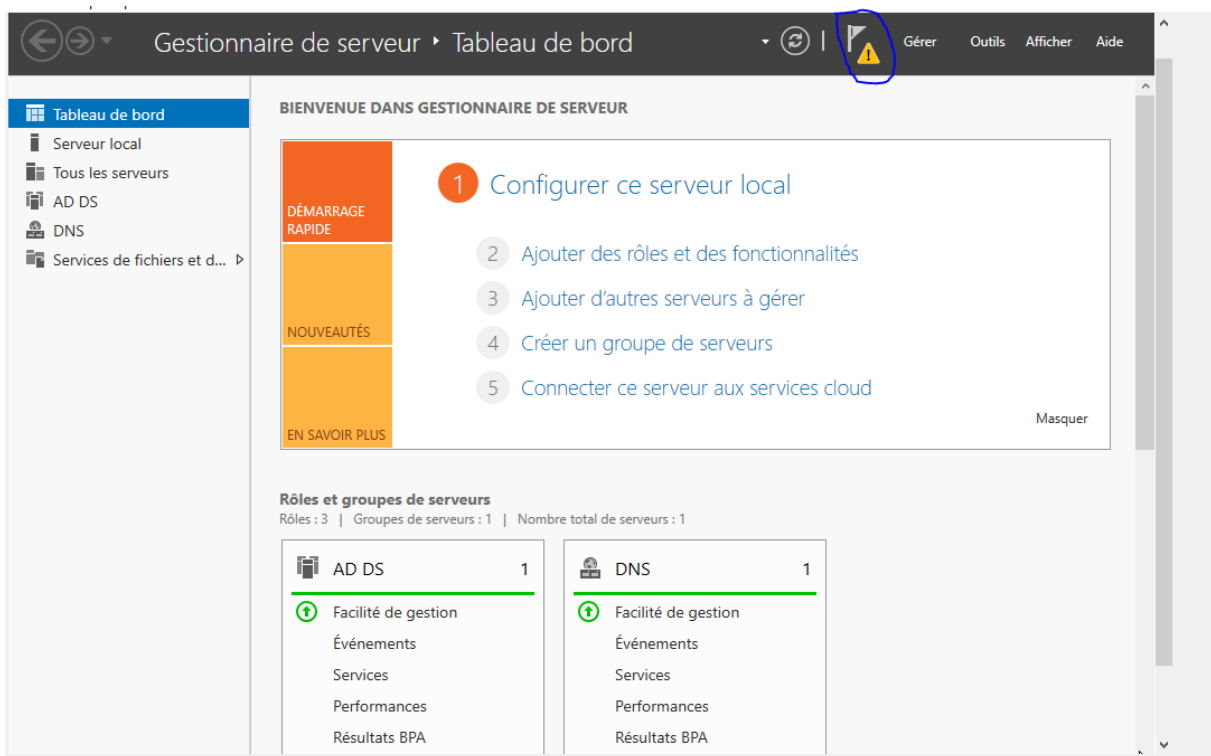 Gestionnaire de serveur ‣ Tableau de bord
Gérer Outils Afficher Aide
Tableau de bord
Serveur local
Tous les serveurs
AD DS
DNS
Services de fichiers et d...
BIENVENUE DANS GESTIONNAIRE DE SERVEUR
DÉMARRAGE
RAPIDE
NOUVEAUTÉS
EN SAVOIR PLUS
1 Configurer ce serveur local
2 Ajouter des rôles et des fonctionnalités
3 Ajouter d’autres serveurs à gérer
4 Créer un groupe de serveurs
5 Connecter ce serveur aux services cloud
Masquer
Rôles et groupes de serveurs
Rôles : 3 | Groupes de serveurs : 1 | Nombre total de serveurs : 1
AD DS 1
Facilité de gestion
Événements
Services
Performances
Résultats BPA
DNS 1
Facilité de gestion
Événements
Services
Performances
Résultats BPA